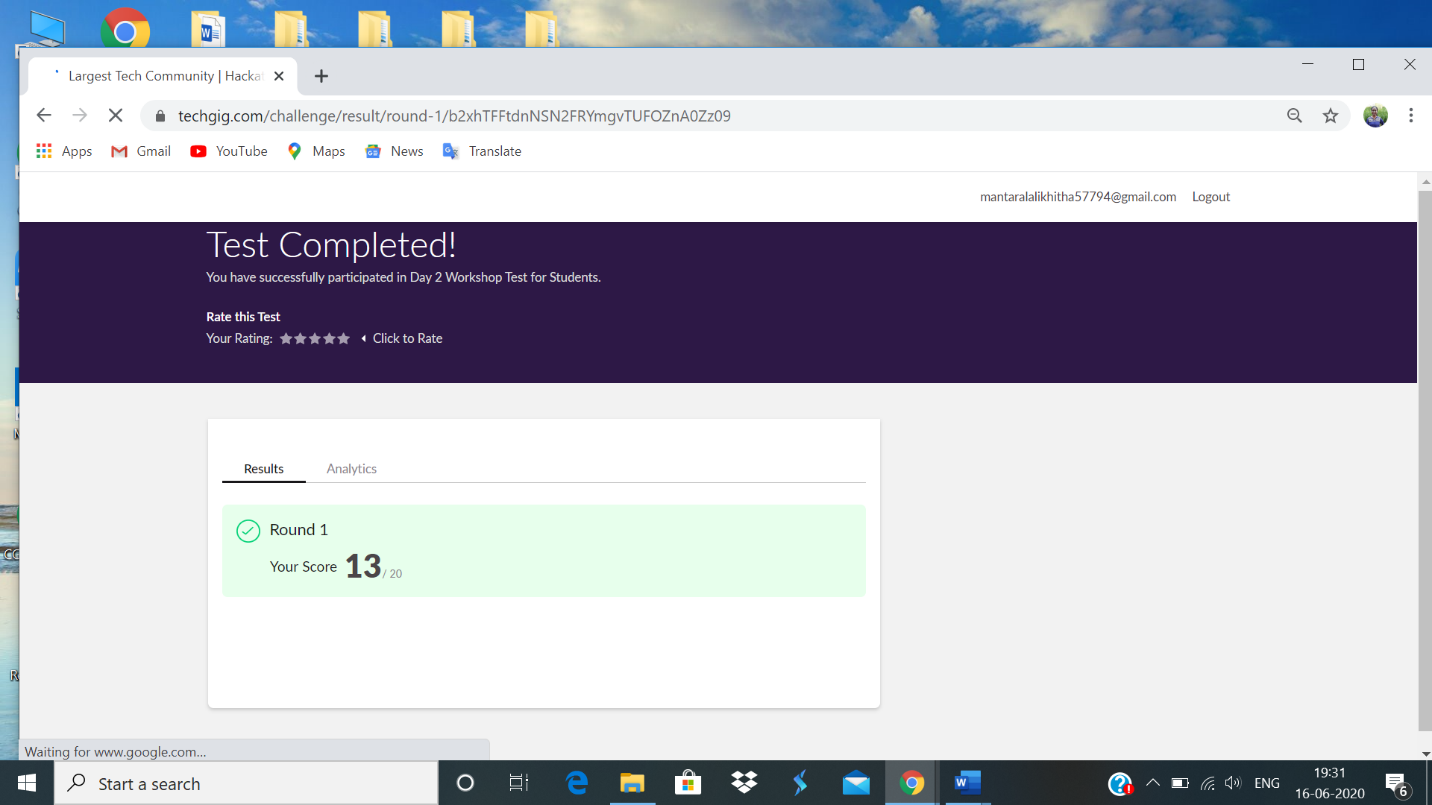 Largest Tech Community | Hacka
techgig.com/challenge/result/round-1/b2xhTFFtdnNSN2FRYmgvTUFOZnA0Zz09
Apps Gmail YouTube Maps News Translate
mantaralalikhitha57794@gmail.com Logout
Test Completed!
You have successfully participated in Day 2 Workshop Test for Students.
Rate this Test
Your Rating: Click to Rate
Results Analytics
Round 1
Your Score 13 / 20
Waiting for www.google.com...
Start a search
ENG
19:31
16-06-2020
6